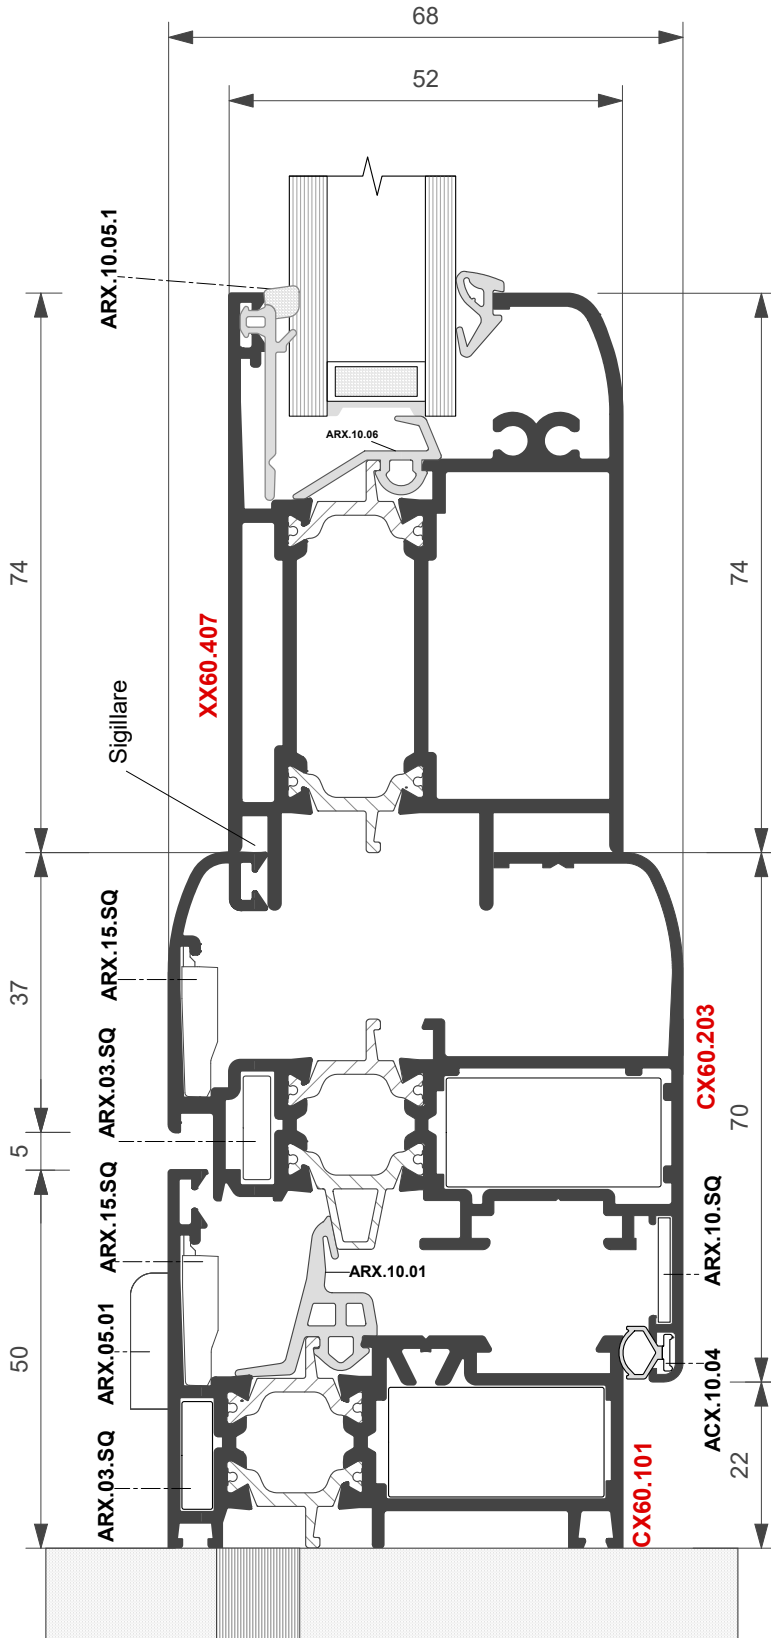 68
52
ARX.10.05.1
ARX.10.06
74
74
XX60.407
Sigillare
ARX.15.SQ
37
ARX.03.SQ
CX60.203
70
5
ARX.15.SQ
ARX.10.SQ
ARX.10.01
ARX.05.01
50
ACX.10.04
ARX.03.SQ
22
CX60.101